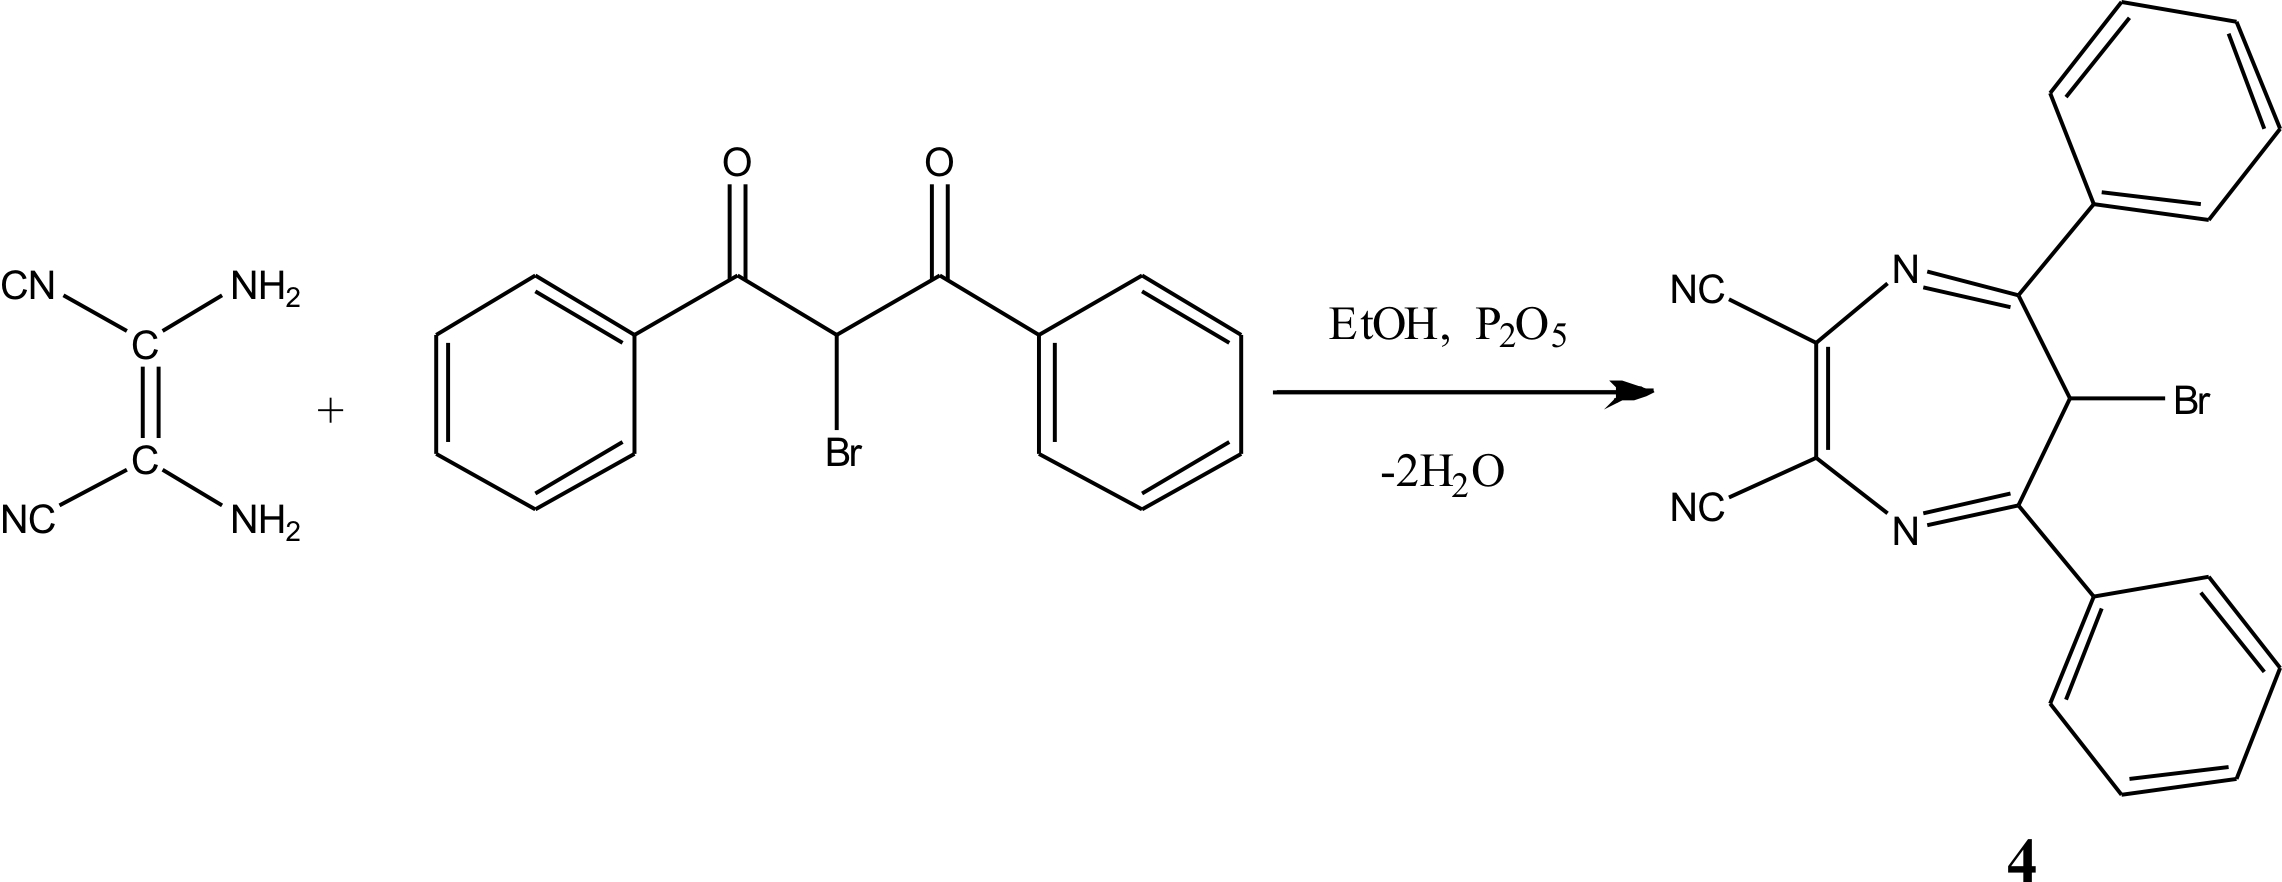 O O
CN NH2
C
+
C
NC NH2
Br
EtOH, P2O5
-2H2O
NC N
Br
NC N
4